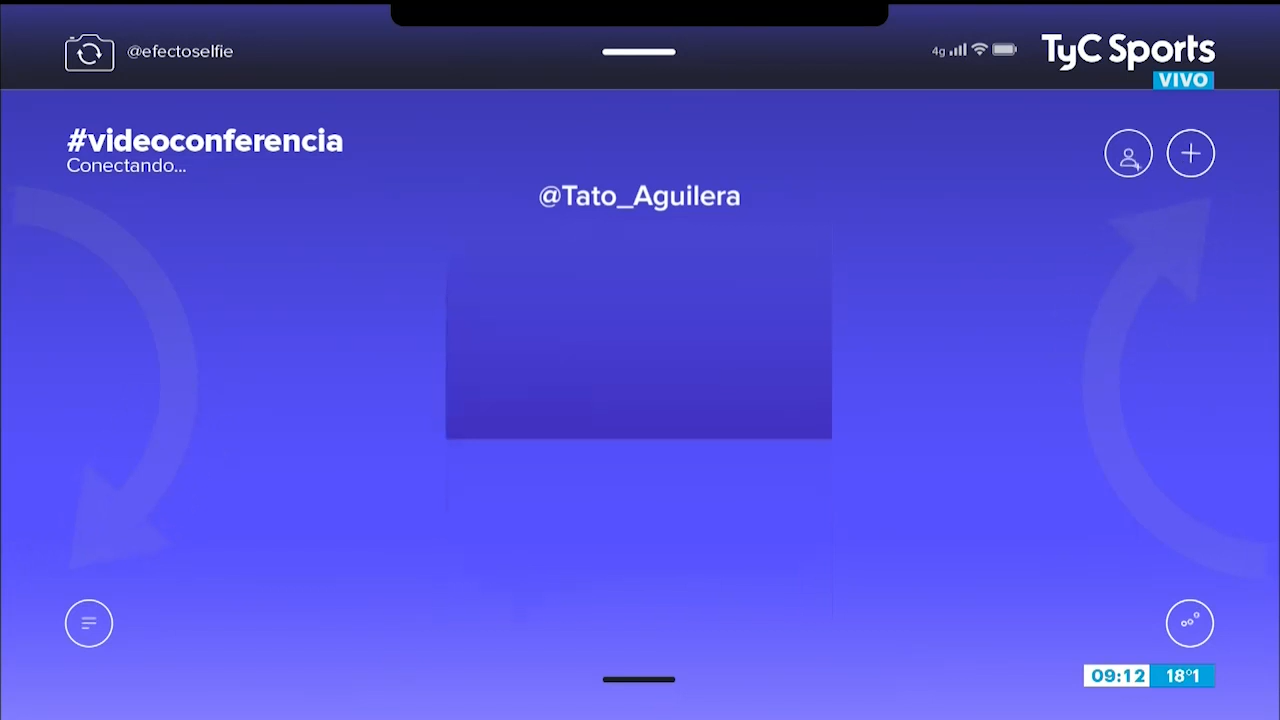 @efectoselfie
4g
TyC Sports
VIVO
#videoconferencia
Conectando...
@Tato_Aguilera
09:12 18°1